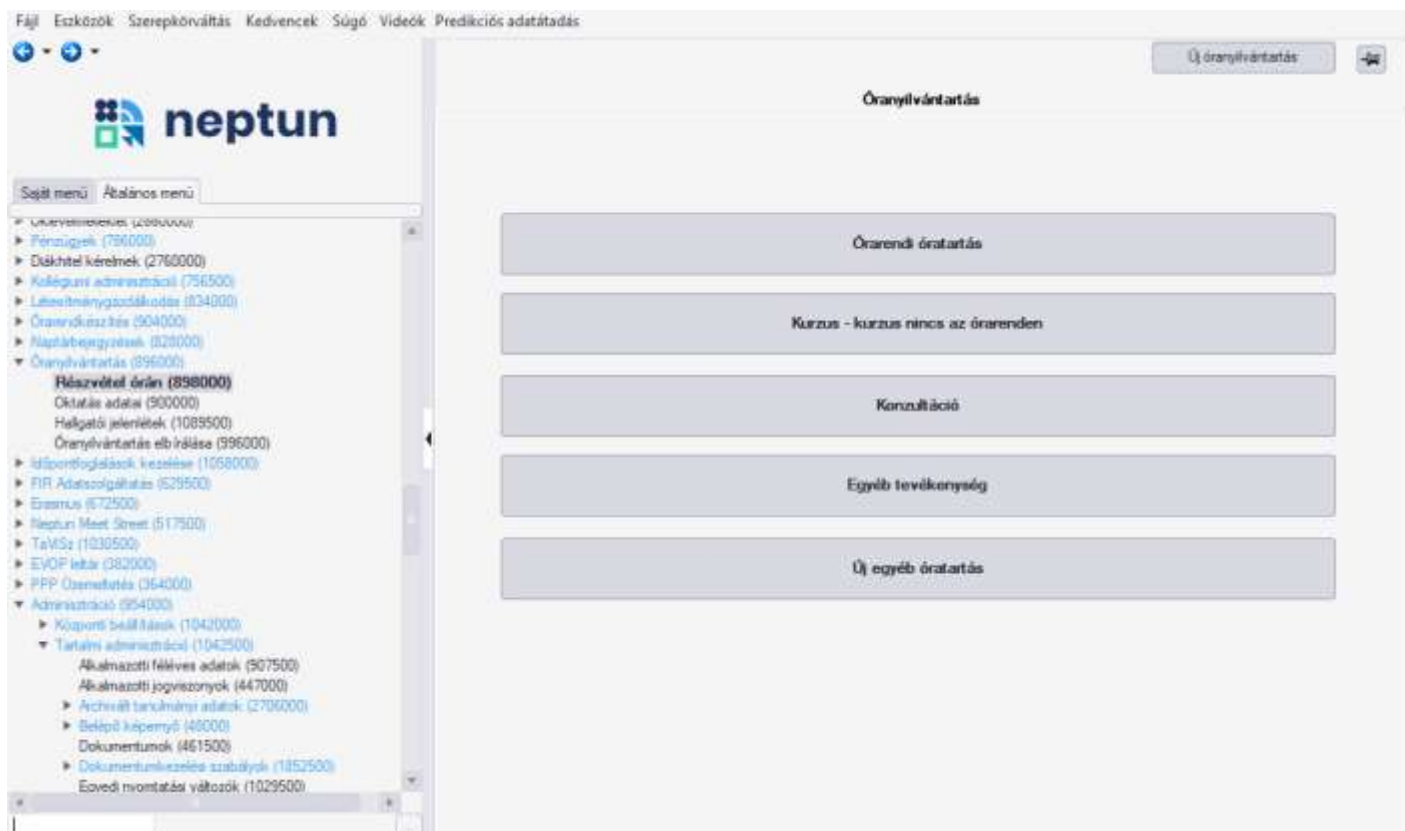 Fájl Eszközök Szerepkörváltás Kedvencek Súgó Videók Predikciós adatátadás
Új óranyilvántartás
Óranyilvántartás
neptun
Saját menü Általános menü
Pénzügyek (796000)
Diákhitel kérelmek (2760000)
Kollégiumi adminisztráció (756500)
Létesítménygazdálkodás (834000)
Órarendkészítés (904000)
Naptárbejegyzések (828000)
Óranyilvántartás (896000)
Részvétel órán (898000)
Oktatás adatai (900000)
Hallgatói jelenlétek (1089500)
Óranyilvántartás elbírálása (996000)
Időpontfoglalások kezelése (1058000)
FIR Adatszolgáltatás (629500)
Erasmus (672500)
Neptun Meet Street (517500)
TaViSz (1030500)
EVOP leltár (382000)
PPP Üzemeltetés (364000)
Adminisztráció (954000)
Központi beállítások (1042000)
Tartalmi adminisztráció (1042500)
Alkalmazotti féléves adatok (907500)
Alkalmazotti jogviszonyok (447000)
Archivált tanulmányi adatok (2706000)
Belépő képernyő (48000)
Dokumentumok (461500)
Dokumentumkezelési szabályok (1852500)
Egyedi nyomtatási változók (1029500)
Órarendi óratartás
Kurzus - kurzus nincs az órarenden
Konzultáció
Egyéb tevékenység
Új egyéb óratartás